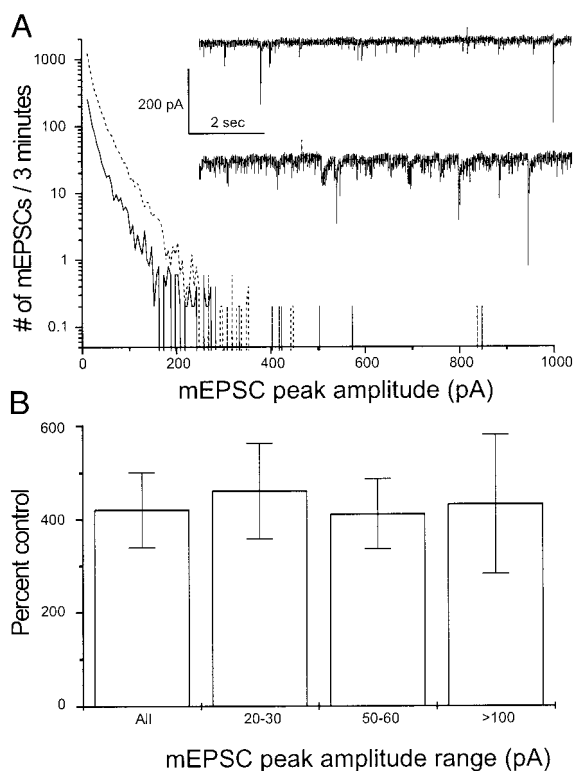 A
1000
100
10
1
0.1
# of mEPSCs / 3 minutes
200 pA
2 sec
0 200 400 600 800 1000
mEPSC peak amplitude (pA)
B
600
400
200
0
Percent control
All 20-30 50-60 >100
mEPSC peak amplitude range (pA)